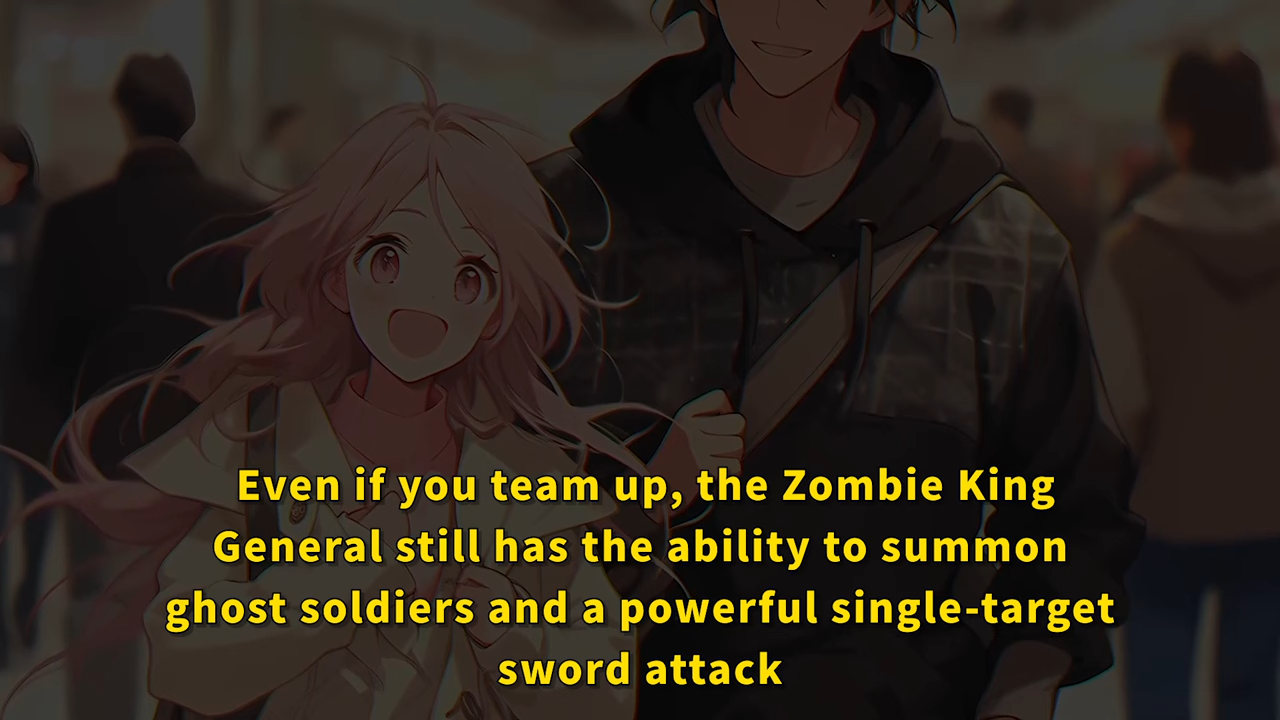 Even if you team up, the Zombie King
General still has the ability to summon
ghost soldiers and a powerful single-target
sword attack